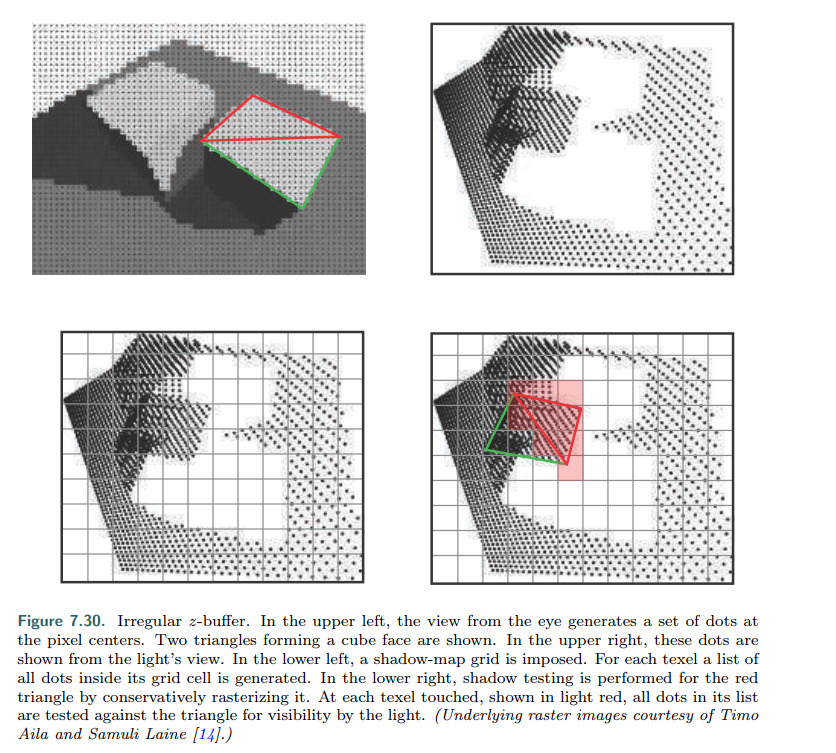 Figure 7.30. Irregular z-buffer. In the upper left, the view from the eye generates a set of dots at
the pixel centers. Two triangles forming a cube face are shown. In the upper right, these dots are
shown from the light's view. In the lower left, a shadow-map grid is imposed. For each texel a list of
all dots inside its grid cell is generated. In the lower right, shadow testing is performed for the red
triangle by conservatively rasterizing it. At each texel touched, shown in light red, all dots in its list
are tested against the triangle for visibility by the light. (Underlying raster images courtesy of Timo
Aila and Samuli Laine [14].)